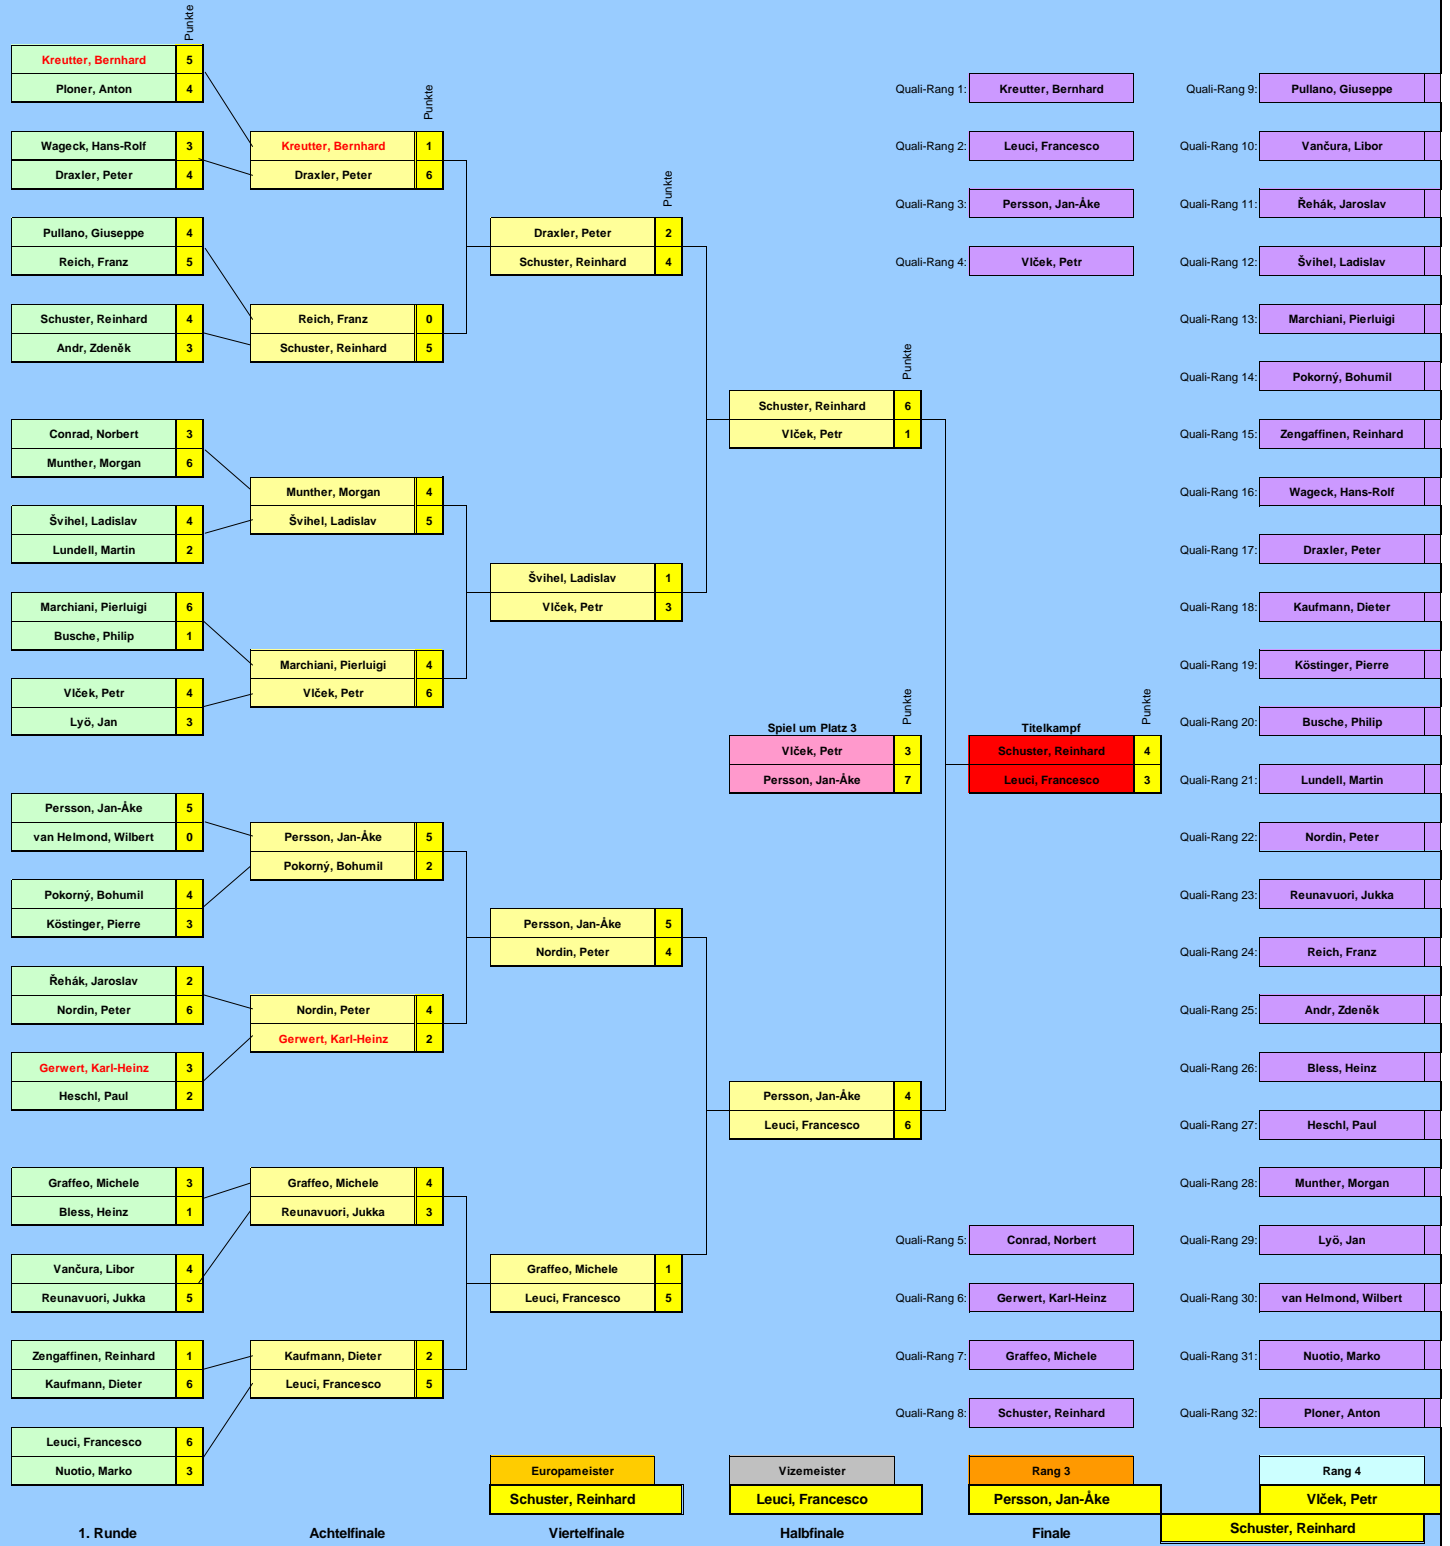 Punkte
Kreutter, Bernhard 5
Ploner, Anton 4
Wageck, Hans-Rolf 3
Draxler, Peter 4
Pullano, Giuseppe 4
Reich, Franz 5
Schuster, Reinhard 4
Andr, Zdeněk 3
Conrad, Norbert 3
Munther, Morgan 6
Švihel, Ladislav 4
Lundell, Martin 2
Marchiani, Pierluigi 6
Busche, Philip 1
Vlček, Petr 4
Lyö, Jan 3
Persson, Jan-Åke 5
van Helmond, Wilbert 0
Pokorný, Bohumil 4
Köstinger, Pierre 3
Řehák, Jaroslav 2
Nordin, Peter 6
Gerwert, Karl-Heinz 3
Heschl, Paul 2
Graffeo, Michele 3
Bless, Heinz 1
Vančura, Libor 4
Reunavuori, Jukka 5
Zengaffinen, Reinhard 1
Kaufmann, Dieter 6
Leuci, Francesco 6
Nuotio, Marko 3
1. Runde
Punkte
Kreutter, Bernhard 1
Draxler, Peter 6
Reich, Franz 0
Schuster, Reinhard 5
Munther, Morgan 4
Švihel, Ladislav 5
Marchiani, Pierluigi 4
Vlček, Petr 6
Persson, Jan-Åke 5
Pokorný, Bohumil 2
Nordin, Peter 4
Gerwert, Karl-Heinz 2
Graffeo, Michele 4
Reunavuori, Jukka 3
Kaufmann, Dieter 2
Leuci, Francesco 5
Achtelfinale
Punkte
Draxler, Peter 2
Schuster, Reinhard 4
Švihel, Ladislav 1
Vlček, Petr 3
Persson, Jan-Åke 5
Nordin, Peter 4
Graffeo, Michele 1
Leuci, Francesco 5
Europameister
Schuster, Reinhard
Viertelfinale
Punkte
Schuster, Reinhard 6
Vlček, Petr 1
Punkte
Spiel um Platz 3
Vlček, Petr 3
Persson, Jan-Åke 7
Persson, Jan-Åke 4
Leuci, Francesco 6
Vizemeister
Leuci, Francesco
Halbfinale
Quali-Rang 1: Kreutter, Bernhard
Quali-Rang 2: Leuci, Francesco
Quali-Rang 3: Persson, Jan-Åke
Quali-Rang 4: Vlček, Petr
Punkte
Titelkampf
Schuster, Reinhard 4
Leuci, Francesco 3
Quali-Rang 5: Conrad, Norbert
Quali-Rang 6: Gerwert, Karl-Heinz
Quali-Rang 7: Graffeo, Michele
Quali-Rang 8: Schuster, Reinhard
Rang 3
Persson, Jan-Åke
Finale
Quali-Rang 9: Pullano, Giuseppe
Quali-Rang 10: Vančura, Libor
Quali-Rang 11: Řehák, Jaroslav
Quali-Rang 12: Švihel, Ladislav
Quali-Rang 13: Marchiani, Pierluigi
Quali-Rang 14: Pokorný, Bohumil
Quali-Rang 15: Zengaffinen, Reinhard
Quali-Rang 16: Wageck, Hans-Rolf
Quali-Rang 17: Draxler, Peter
Quali-Rang 18: Kaufmann, Dieter
Quali-Rang 19: Köstinger, Pierre
Quali-Rang 20: Busche, Philip
Quali-Rang 21: Lundell, Martin
Quali-Rang 22: Nordin, Peter
Quali-Rang 23: Reunavuori, Jukka
Quali-Rang 24: Reich, Franz
Quali-Rang 25: Andr, Zdeněk
Quali-Rang 26: Bless, Heinz
Quali-Rang 27: Heschl, Paul
Quali-Rang 28: Munther, Morgan
Quali-Rang 29: Lyö, Jan
Quali-Rang 30: van Helmond, Wilbert
Quali-Rang 31: Nuotio, Marko
Quali-Rang 32: Ploner, Anton
Rang 4
Vlček, Petr
Schuster, Reinhard